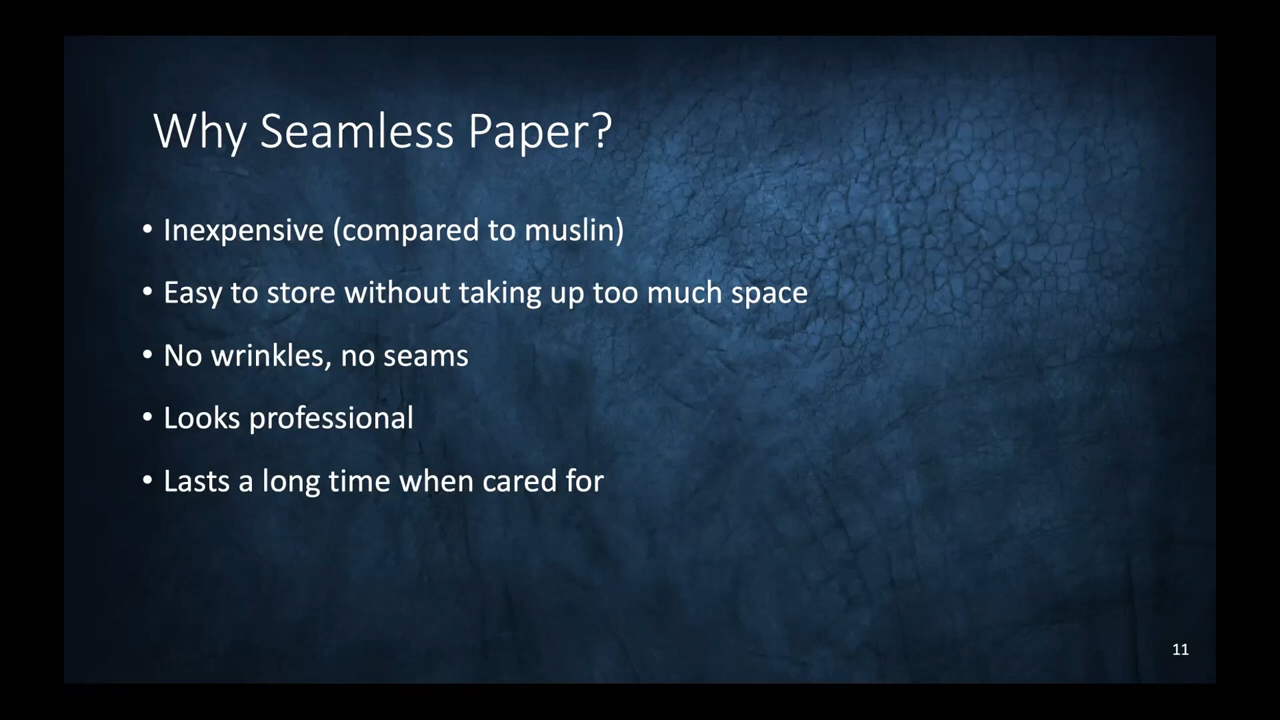 Why Seamless Paper?
• Inexpensive (compared to muslin)
• Easy to store without taking up too much space
• No wrinkles, no seams
• Looks professional
• Lasts a long time when cared for
11